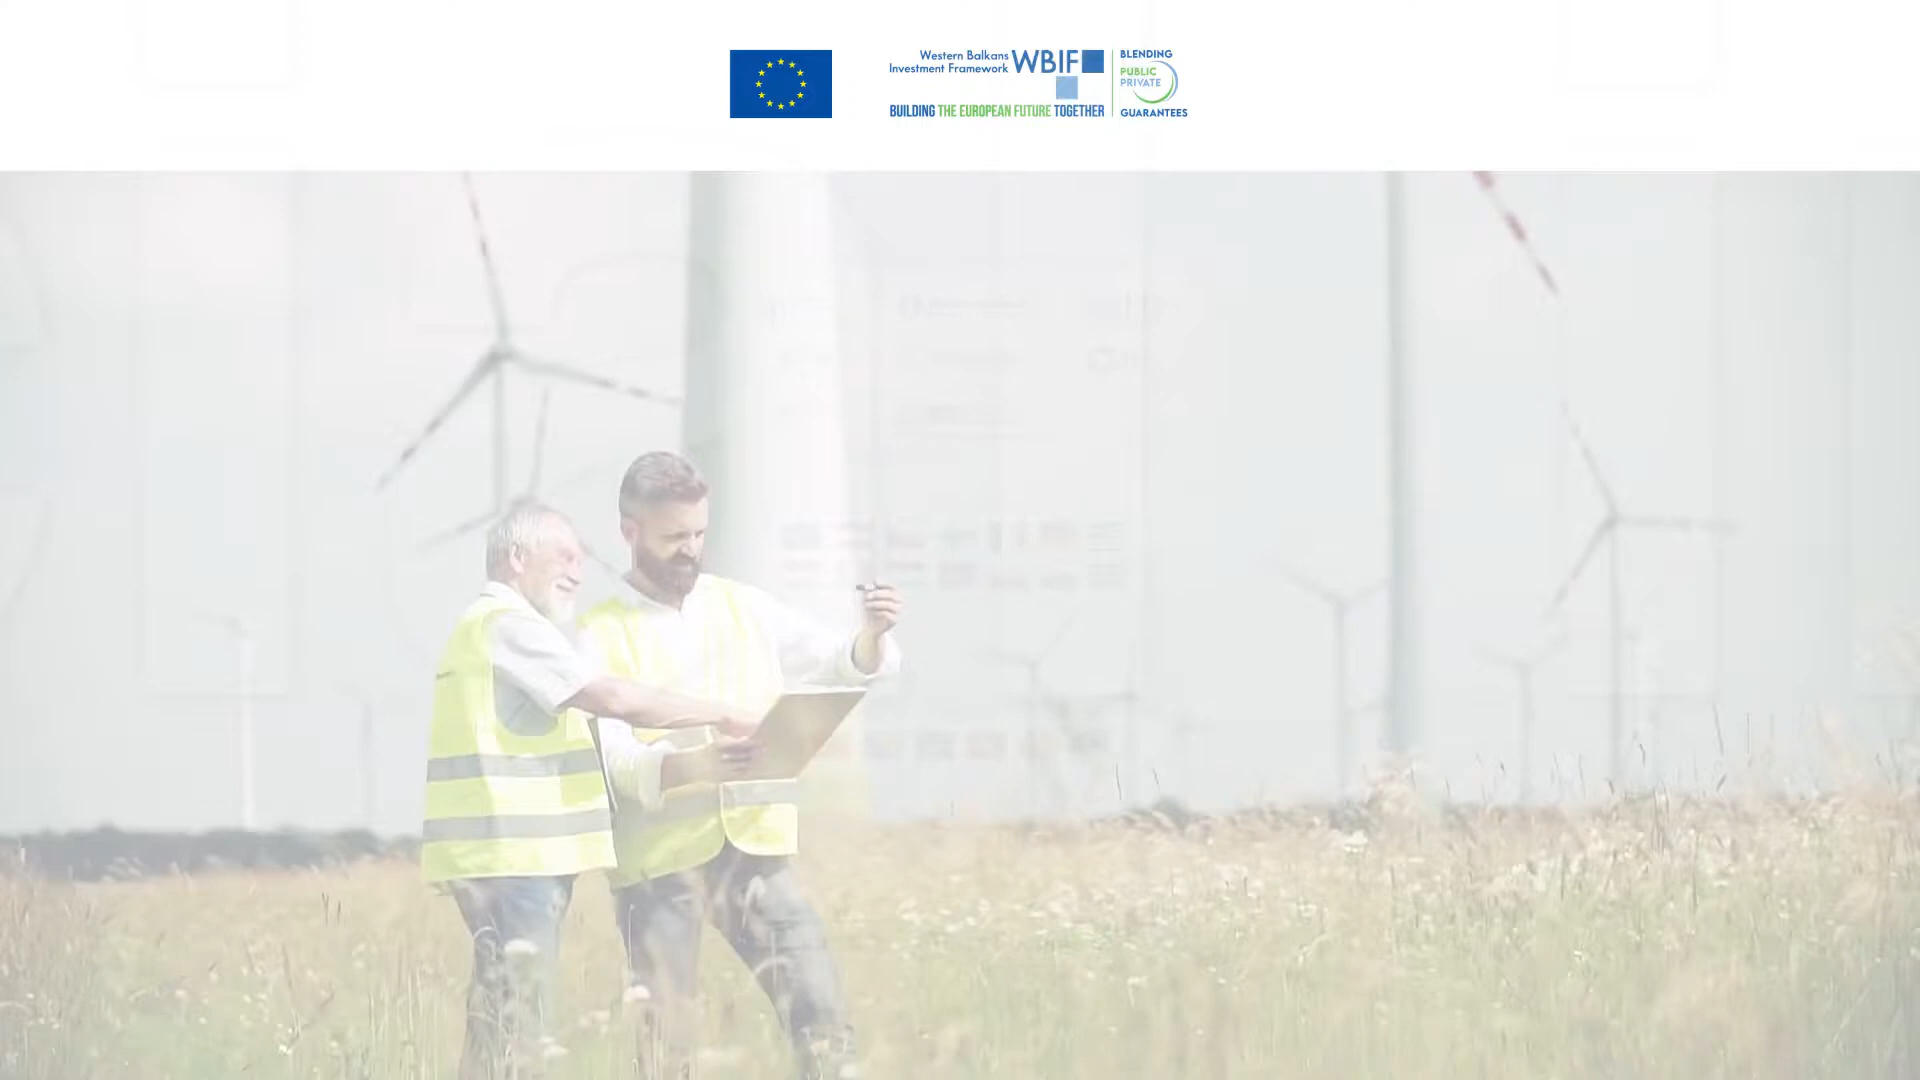 Western Balkans
Investment Framework
WBIF
BUILDING THE EUROPEAN FUTURE TOGETHER
BLENDING
PUBLIC
PRIVATE
GUARANTEES